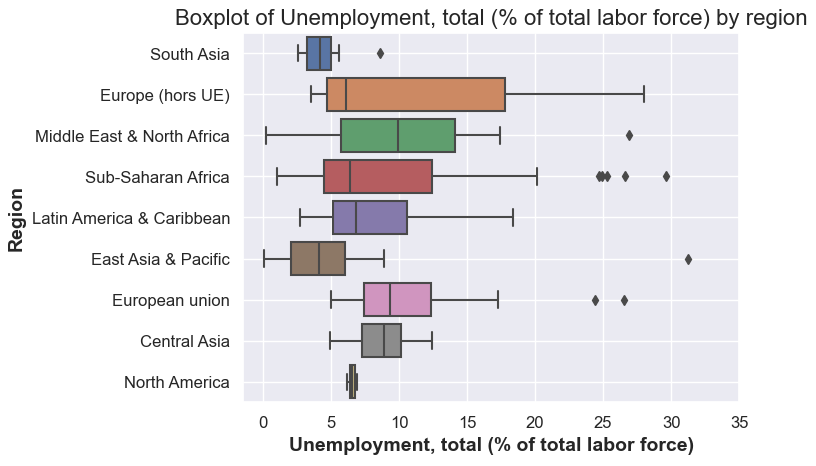 Boxplot of Unemployment, total (% of total labor force) by region
South Asia
Europe (hors UE)
Middle East & North Africa
Sub-Saharan Africa
Latin America & Caribbean
East Asia & Pacific
European union
Central Asia
North America
Region
0 5 10 15 20 25 30 35
Unemployment, total (% of total labor force)